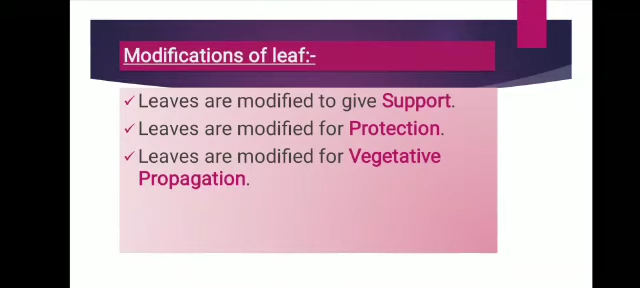 Modifications of leaf:-
✓ Leaves are modified to give Support.
✓ Leaves are modified for Protection.
✓ Leaves are modified for Vegetative
Propagation.